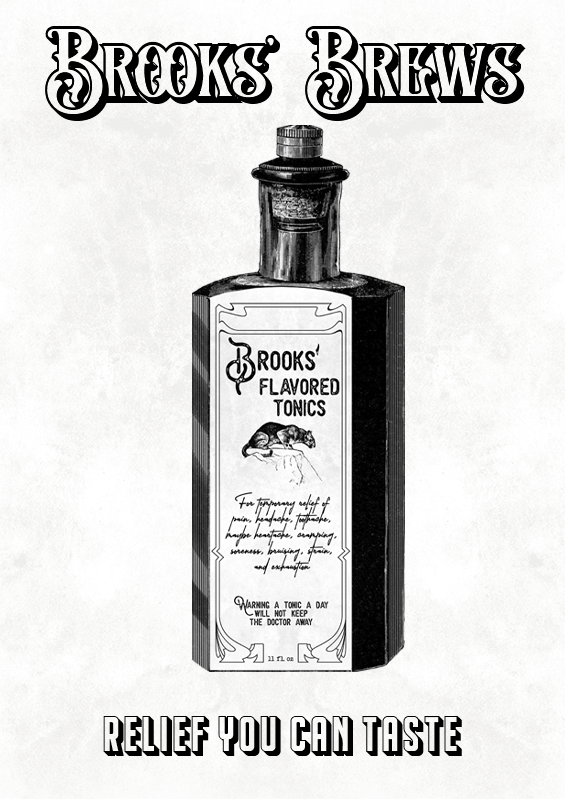 Brooks' Brews
Brooks'
Flavored
Tonics
For temporary relief of
pain, headache, toothache,
maybe heartache, cramping,
soreness, bruising, strain,
and exhaustion
Warning a tonic a day
will not keep
the doctor away
11 fl oz
RELIEF YOU CAN TASTE